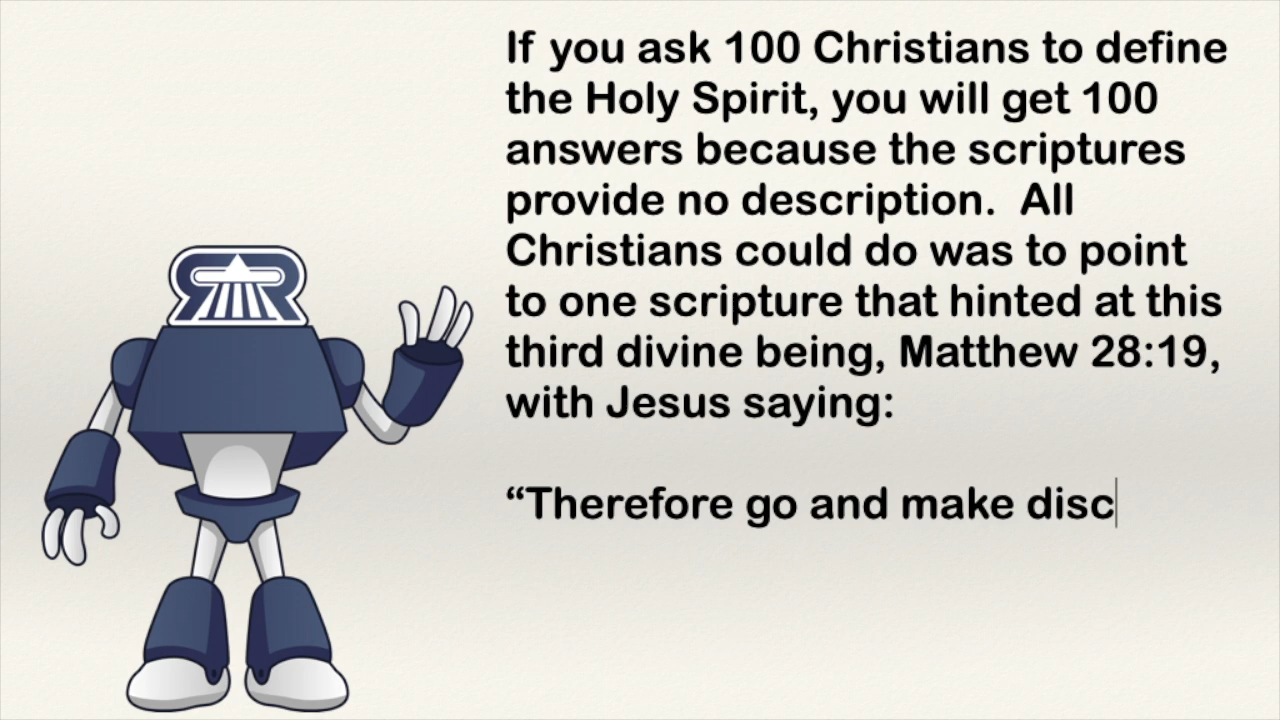 If you ask 100 Christians to define
the Holy Spirit, you will get 100
answers because the scriptures
provide no description.  All
Christians could do was to point
to one scripture that hinted at this
third divine being, Matthew 28:19,
with Jesus saying:
“Therefore go and make disc